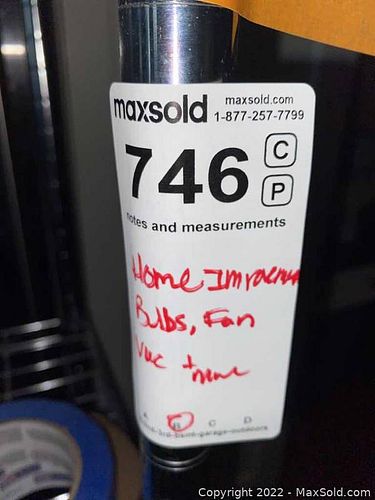 maxsold maxsold.com
1-877-257-7799
746 C
P
notes and measurements
Home
Bulbs, Fan
Vac + more
A B C D
Copyright © 2022 - MaxSold.com